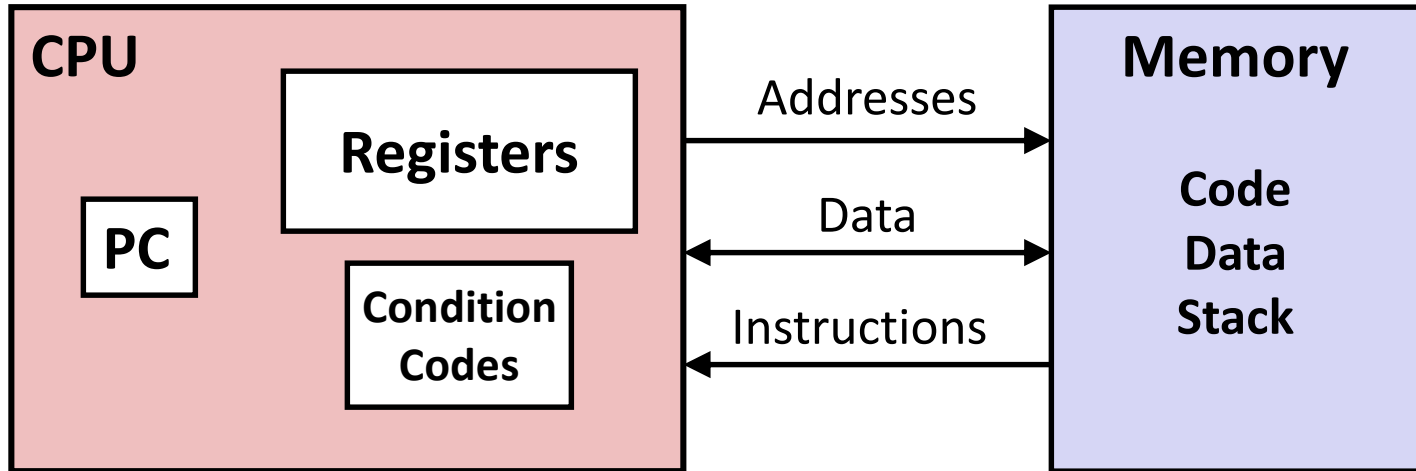 CPU
Registers
PC
Condition
Codes
Addresses
Data
Instructions
Memory
Code
Data
Stack